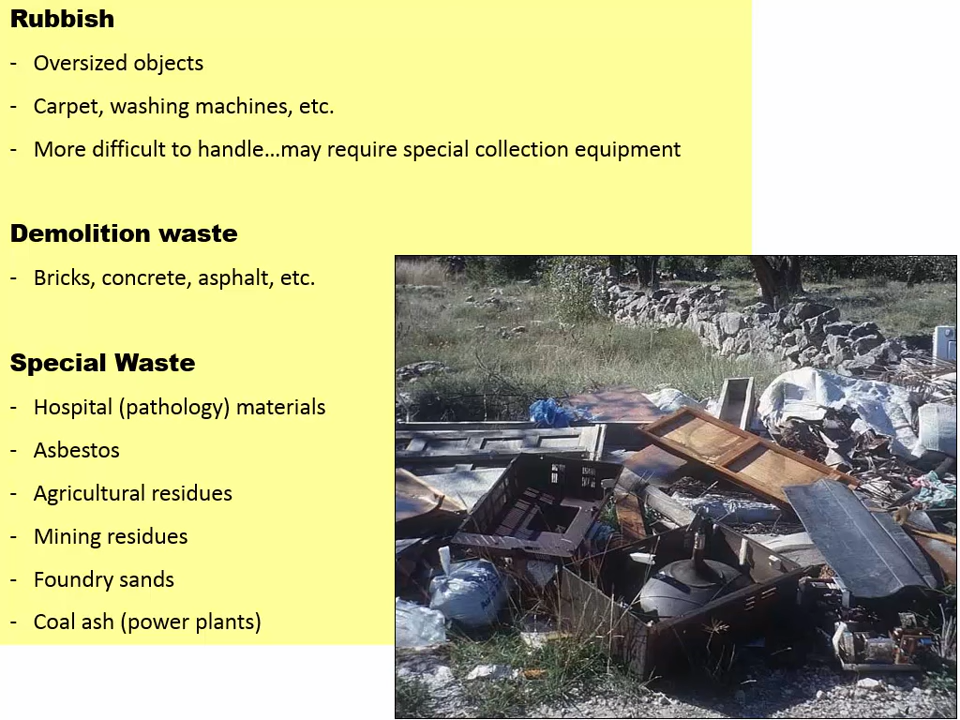 Rubbish
- Oversized objects
- Carpet, washing machines, etc.
- More difficult to handle...may require special collection equipment
Demolition waste
- Bricks, concrete, asphalt, etc.
Special Waste
- Hospital (pathology) materials
- Asbestos
- Agricultural residues
- Mining residues
- Foundry sands
- Coal ash (power plants)